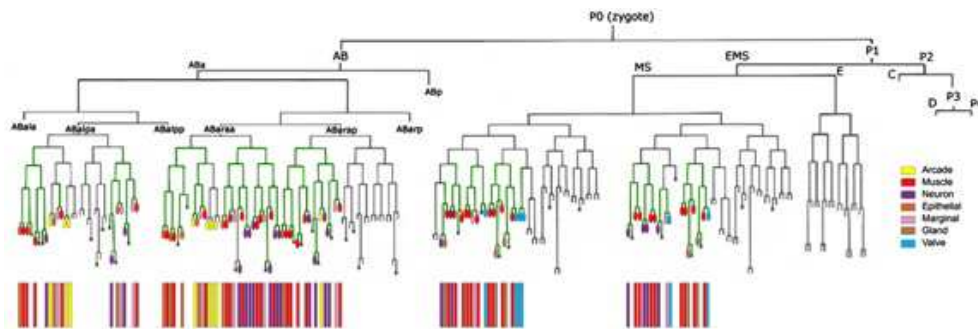 P0 (zygote)
AB
P1
ABa
EMS
P2
MS
E
C
ABp
P3
D
ABala
ABalpa
ABalpp
ABaraa
ABarap
ABarp
Arcade
Muscle
Neuron
Epithelial
Marginal
Gland
Valve